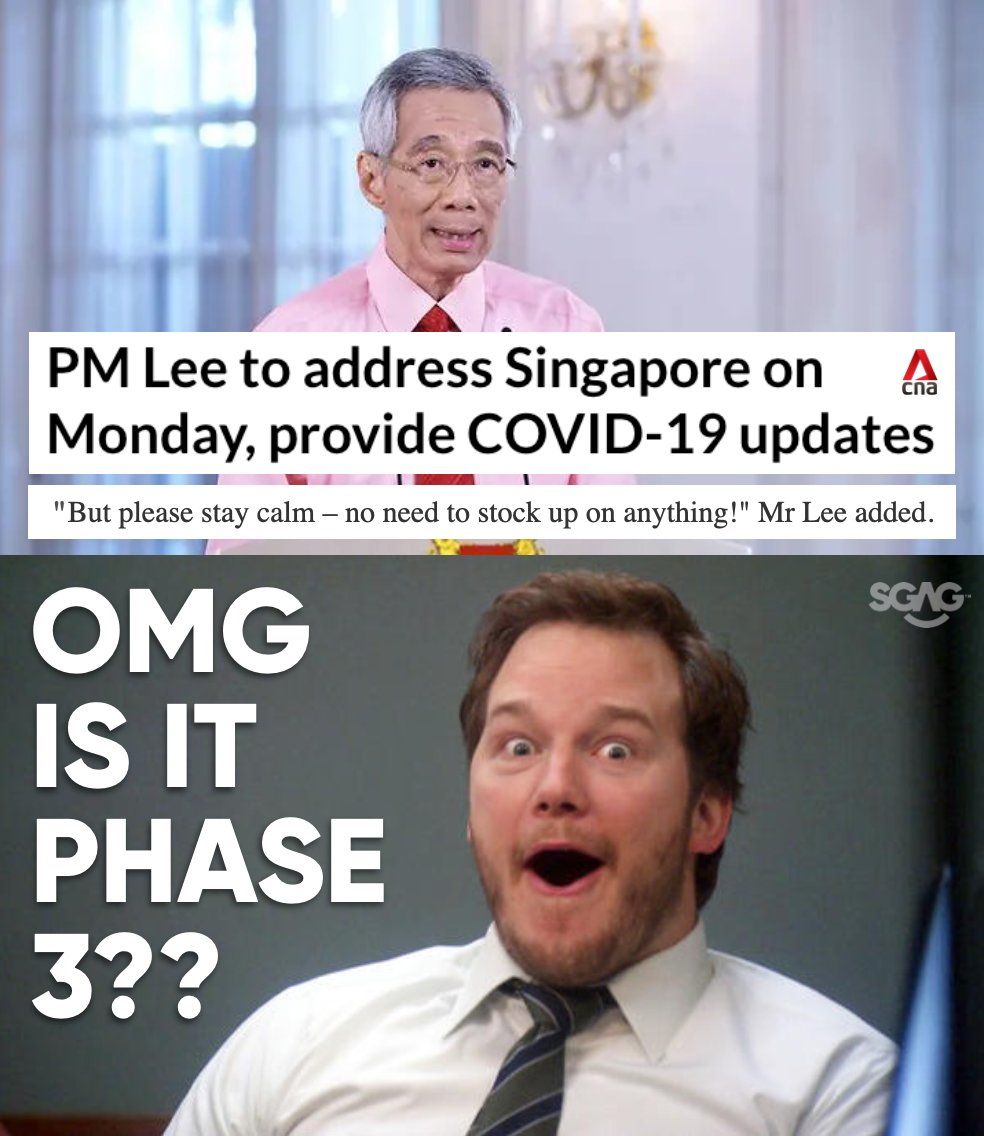 PM Lee to address Singapore on
cna
Monday, provide COVID-19 updates
"But please stay calm – no need to stock up on anything!" Mr Lee added.
SGAG
OMG
IS IT
PHASE
3??